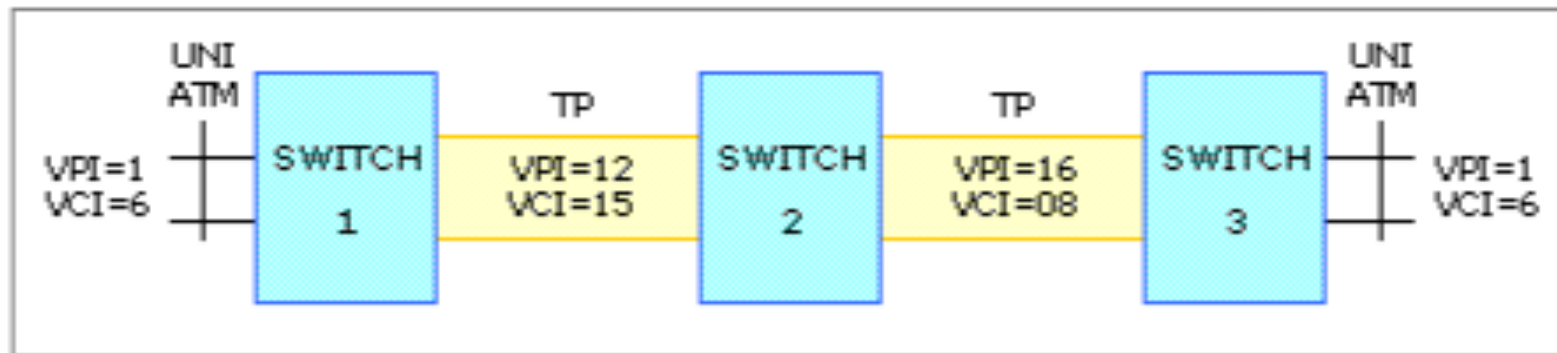 UNI
ATM
VPI=1
VCI=6
SWITCH
1
TP
VPI=12
VCI=15
SWITCH
2
TP
VPI=16
VCI=08
SWITCH
3
UNI
ATM
VPI=1
VCI=6